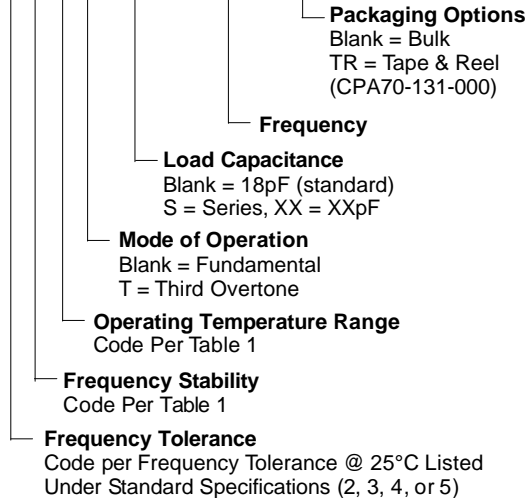 Packaging Options
Blank = Bulk
TR = Tape & Reel
(CPA70-131-000)
Frequency
Load Capacitance
Blank = 18pF (standard)
S = Series, XX = XXpF
Mode of Operation
Blank = Fundamental
T = Third Overtone
Operating Temperature Range
Code Per Table 1
Frequency Stability
Code Per Table 1
Frequency Tolerance
Code per Frequency Tolerance @ 25°C Listed
Under Standard Specifications (2, 3, 4, or 5)